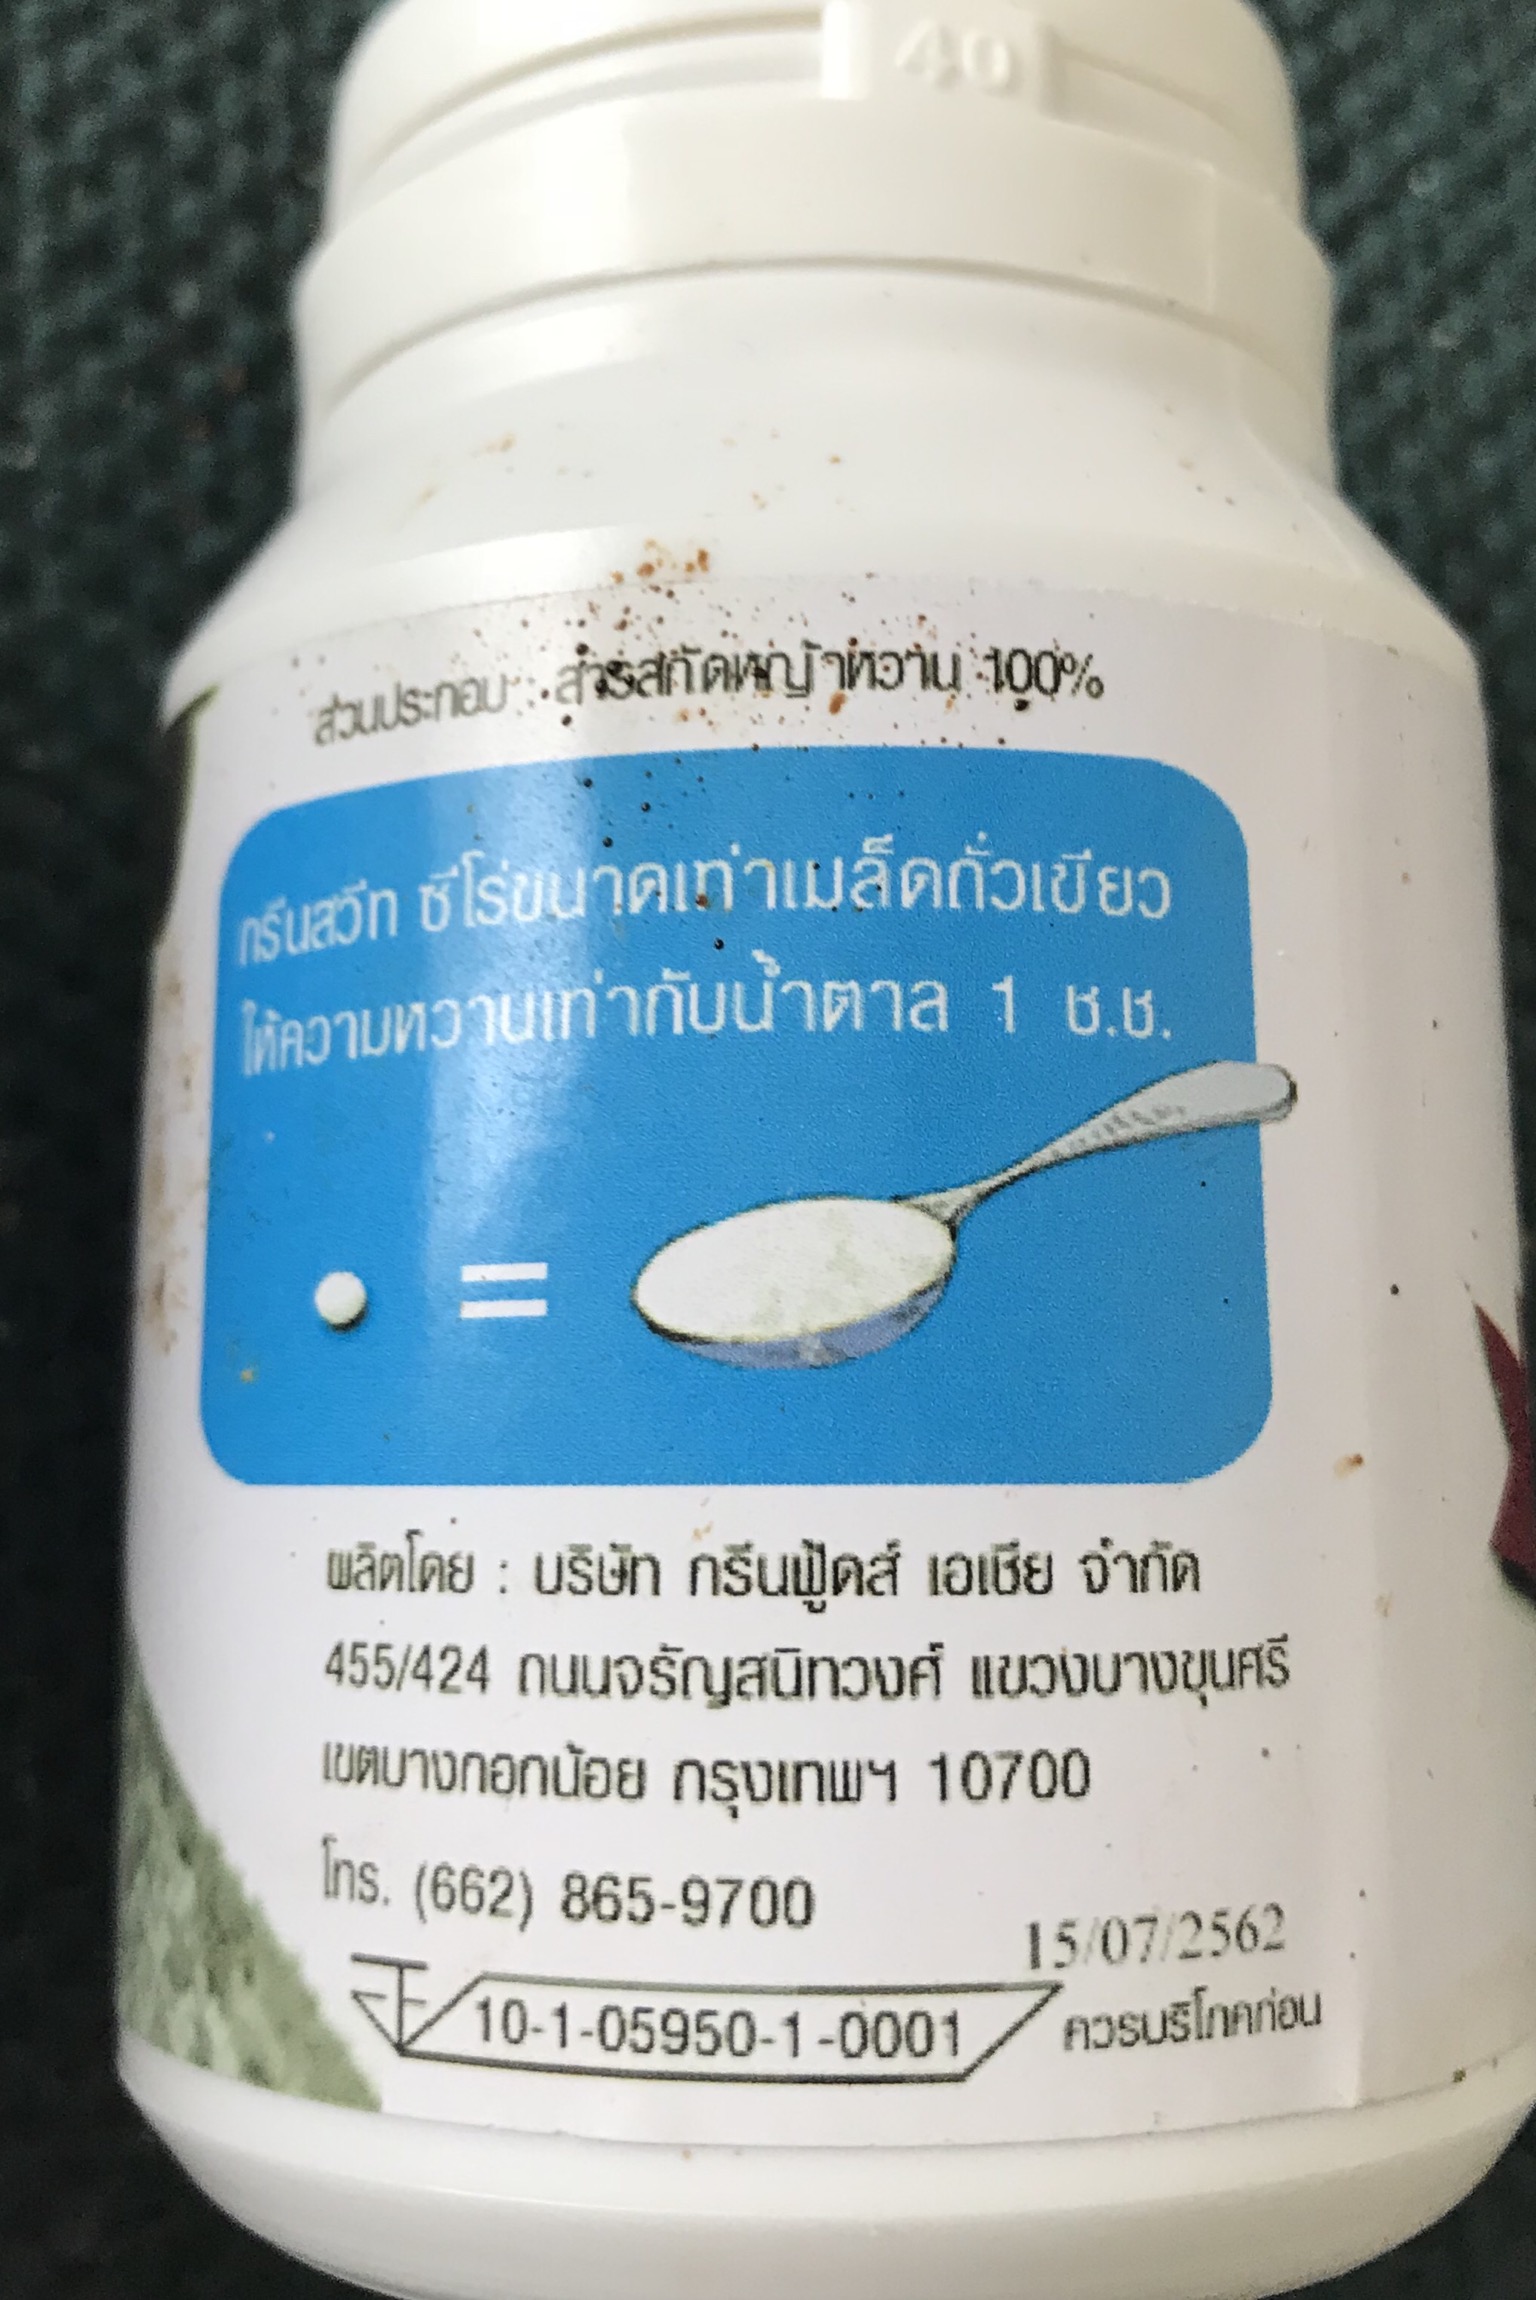 40
ส่วนประกอบ : สารสกัดหญ้าหวาน 100%
กรีนสวีท ซีโร่ขนาดเท่าเมล็ดถั่วเขียว
ให้ความหวานเท่ากับน้ำตาล 1 ช.ช.
=
ผลิตโดย : บริษัท กรีนฟู้ดส์ เอเชีย จำกัด
455/424 ถนนจรัญสนิทวงศ์ แขวงบางขุนศรี
เขตบางกอกน้อย กรุงเทพฯ 10700
โทร. (662) 865-9700
15/07/2562
10-1-05950-1-0001 ควรบริโภคก่อน